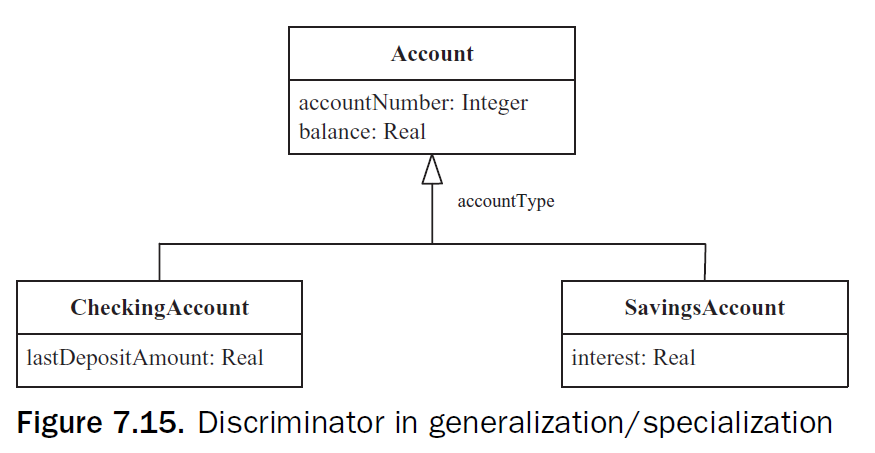 Account
accountNumber: Integer
balance: Real
accountType
CheckingAccount
lastDepositAmount: Real
SavingsAccount
interest: Real
Figure 7.15. Discriminator in generalization/specialization